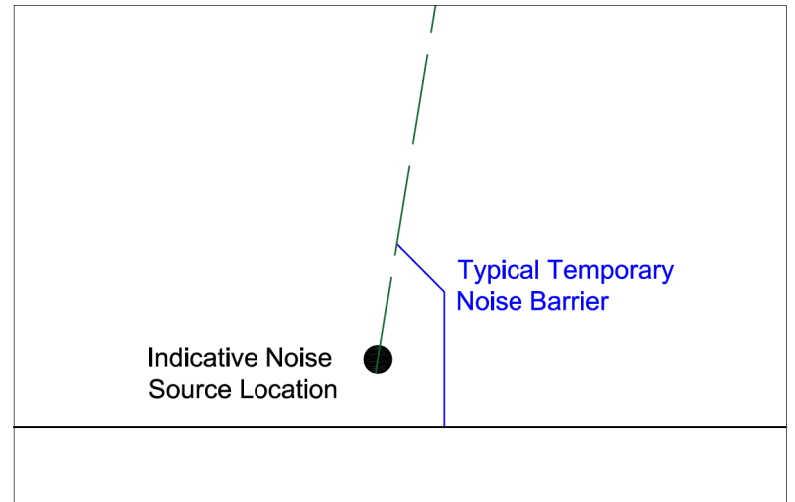 Typical Temporary
Noise Barrier
Indicative Noise
Source Location